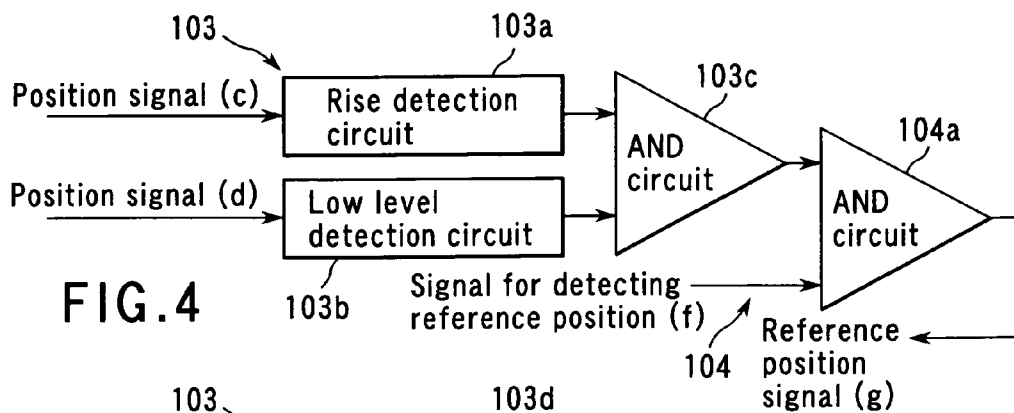 103
103a
Position signal (c)
Rise detection
circuit
103c
AND
circuit
104a
Position signal (d)
Low level
detection circuit
AND
circuit
FIG.4
103b
Signal for detecting
reference position (f)
104
Reference
position
signal (g)
103
103d